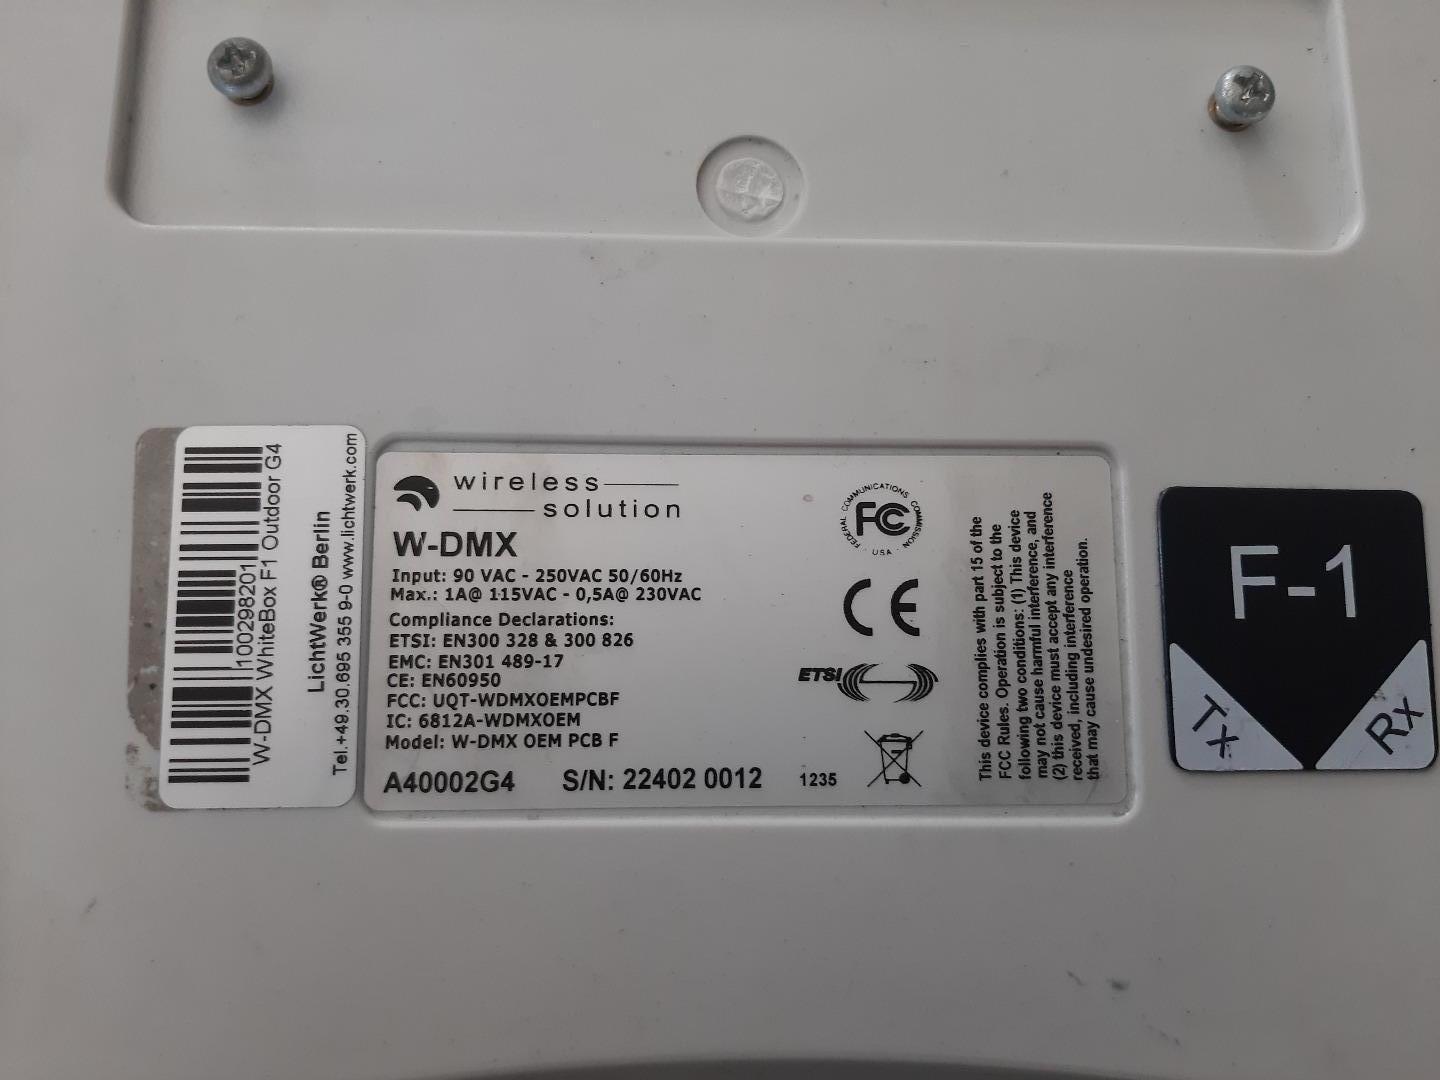 100298201
W-DMX WhiteBox F1 Outdoor G4
LichtWerk® Berlin
Tel.+49.30.695 355 9-0 www.lichtwerk.com
wireless
solution
W-DMX
Input: 90 VAC - 250VAC 50/60Hz
Max.: 1A@ 115VAC - 0,5A@ 230VAC
Compliance Declarations:
ETSI: EN300 328 & 300 826
EMC: EN301 489-17
CE: EN60950
FCC: UQT-WDMXOEMPCBF
IC: 6812A-WDMXOEM
Model: W-DMX OEM PCB F
A40002G4 S/N: 22402 0012 1235
FEDERAL COMMUNICATIONS COMMISSION
FC
· USA ·
CE
ETSI
This device complies with part 15 of the
FCC Rules. Operation is subject to the
following two conditions: (1) This device
may not cause harmful interference, and
(2) this device must accept any interference
received, including interference
that may cause undesired operation.
F-1
Tx
Rx